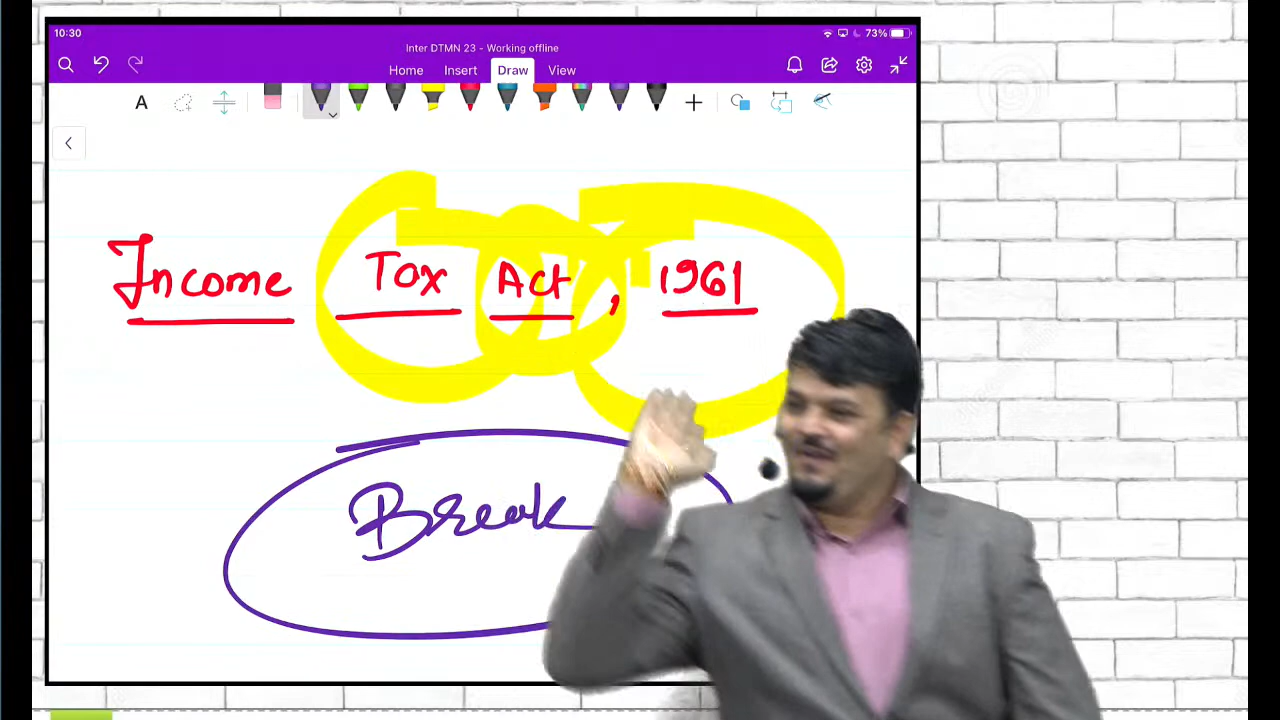 10:30
73%
Inter DTMN 23 - Working offline
Home Insert Draw View
A
Income Tax Act, 1961
Break